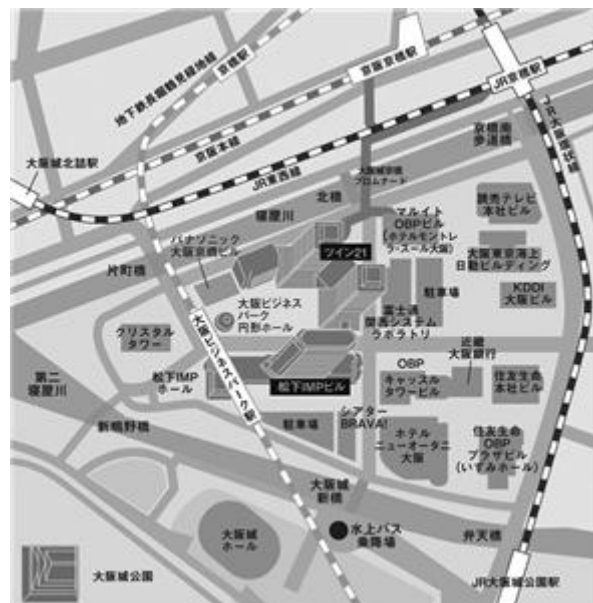 京橋駅
京阪京橋駅
地下鉄長堀鶴見緑地線
JR京橋駅
京阪本線
JR大阪環状線
京橋南
歩道橋
大阪城北詰駅
JR東西線
大阪城京橋
プロムナード
北橋
寝屋川
マルイト
OBPビル
(ホテルモントレ
ラ・スール大阪)
読売テレビ
本社ビル
パナソニック
大阪京橋ビル
ツイン21
大阪東京海上
日動ビルディング
片町橋
駐車場
KDDI
大阪ビル
大阪ビジネス
パーク
円形ホール
富士通
関西システム
ラボラトリ
クリスタル
タワー
大阪ビジネスパーク駅
近畿
大阪銀行
第二
寝屋川
松下IMP
ホール
松下IMPビル
OBP
キャッスル
タワービル
住友生命
本社ビル
新鴫野橋
駐車場
シアター
BRAVA!
ホテル
ニューオータニ
大阪
住友生命
OBP
プラザビル
(いずみホール)
大阪城
新橋
大阪城
ホール
水上バス
乗降場
弁天橋
大阪城公園
JR大阪城公園駅